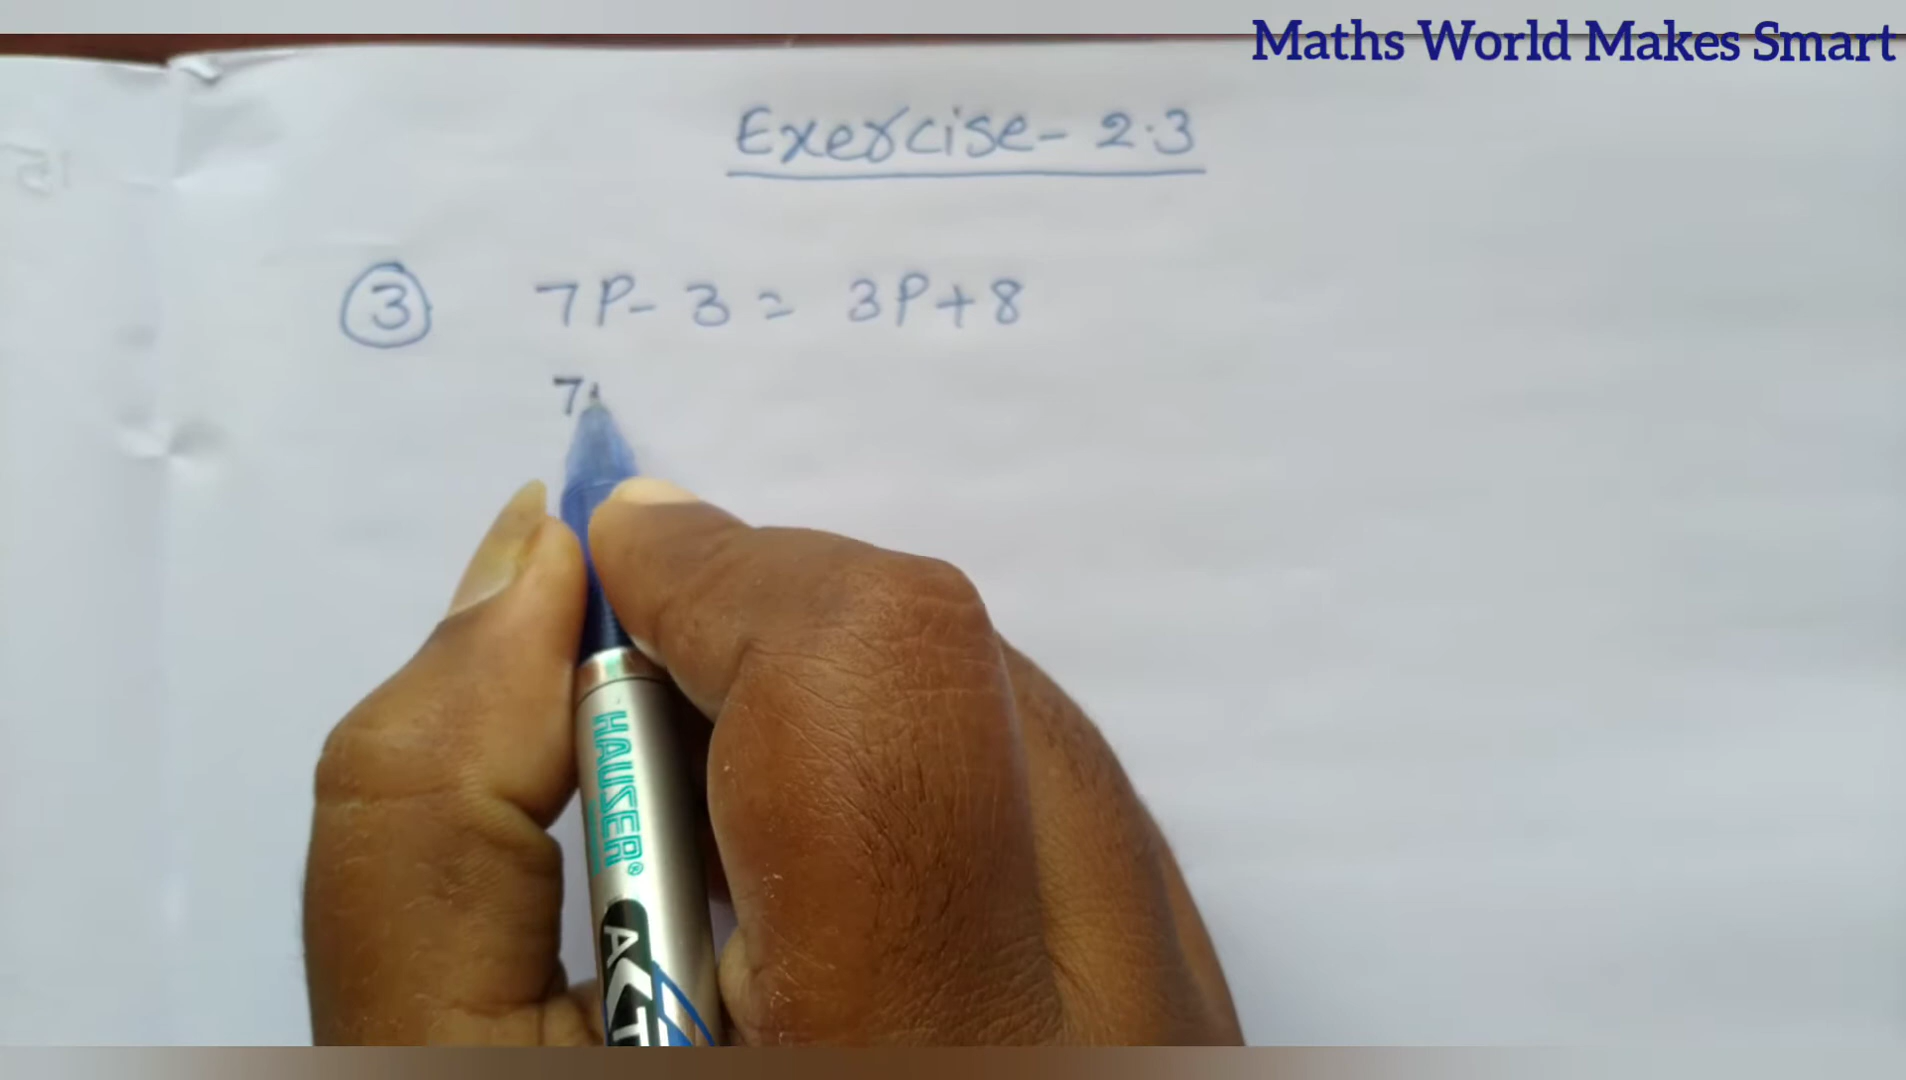 Maths World Makes Smart
Exercise- 2.3
3 7P- 3 = 3P+8
7
HAUSER®